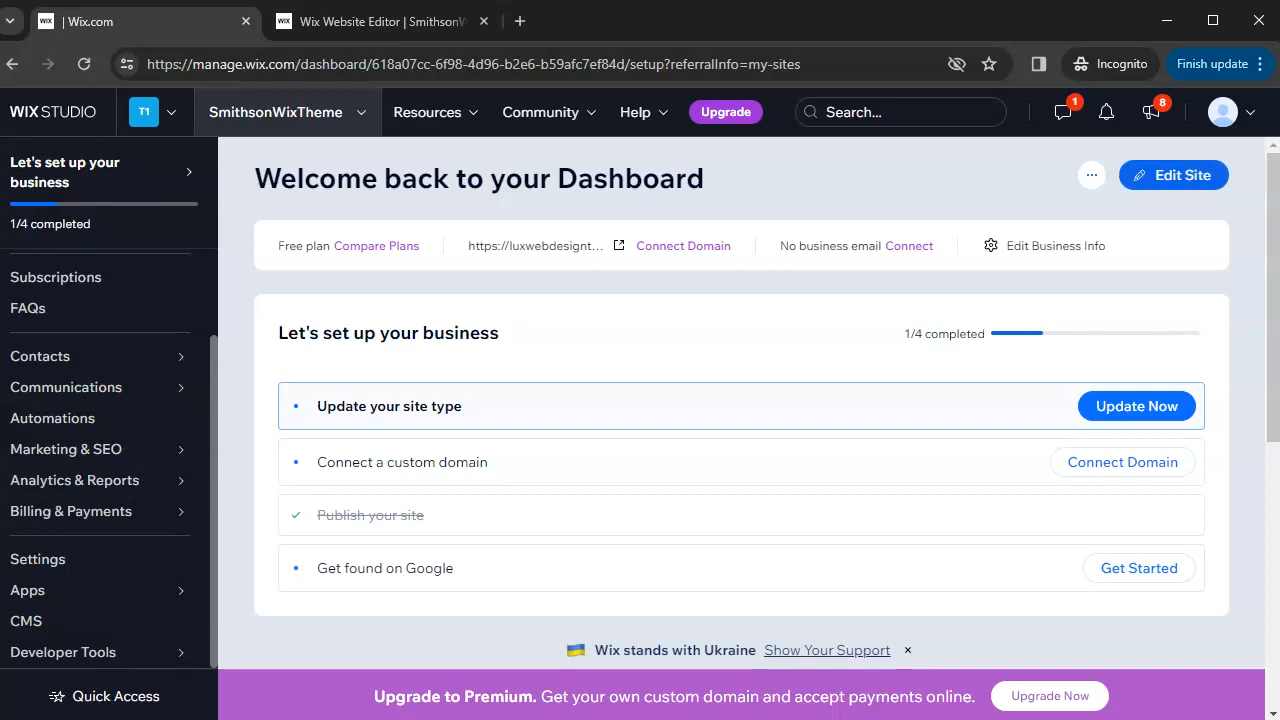 WIX | Wix.com
WIX Wix Website Editor | SmithsonW
https://manage.wix.com/dashboard/618a07cc-6f98-4d96-b2e6-b59afc7ef84d/setup?referralInfo=my-sites
Incognito
Finish update
WIX STUDIO
T1
SmithsonWixTheme
Resources
Community
Help
Upgrade
Search...
1
8
Let's set up your
business
1/4 completed
Subscriptions
FAQs
Contacts
Communications
Automations
Marketing & SEO
Analytics & Reports
Billing & Payments
Settings
Apps
CMS
Developer Tools
Quick Access
Welcome back to your Dashboard
Edit Site
Free plan Compare Plans
https://luxwebdesignt... Connect Domain
No business email Connect
Edit Business Info
Let's set up your business
1/4 completed
Update your site type
Update Now
Connect a custom domain
Connect Domain
Publish your site
Get found on Google
Get Started
Wix stands with Ukraine Show Your Support
Upgrade to Premium. Get your own custom domain and accept payments online.
Upgrade Now